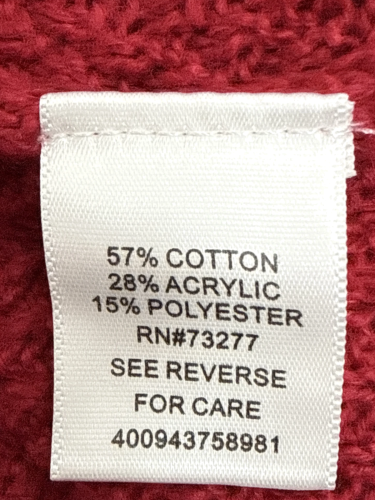 57% COTTON
28% ACRYLIC
15% POLYESTER
RN#73277
SEE REVERSE
FOR CARE
400943758981